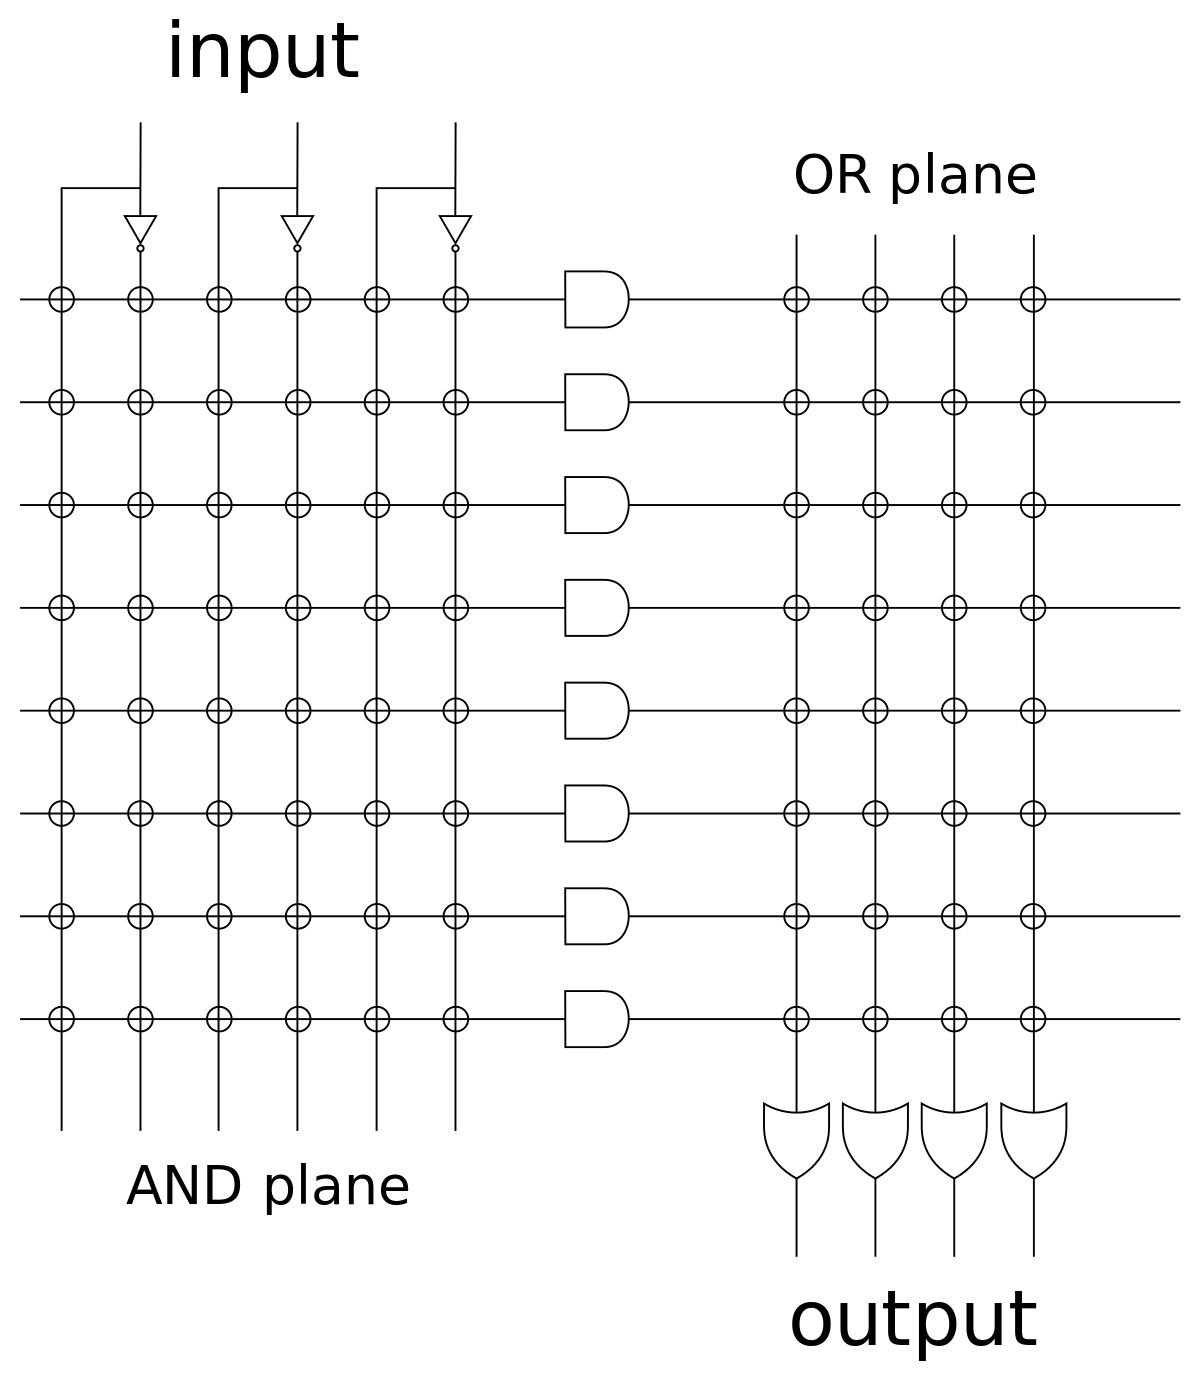 input
OR plane
AND plane
output